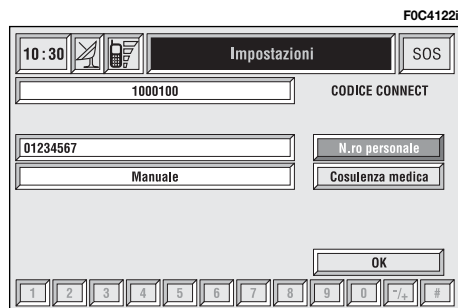 F0C4122i
10:30 Impostazioni SOS
1000100 CODICE CONNECT
01234567 N.ro personale
Manuale Cosulenza medica
OK
1 2 3 4 5 6 7 8 9 0 -/+ #